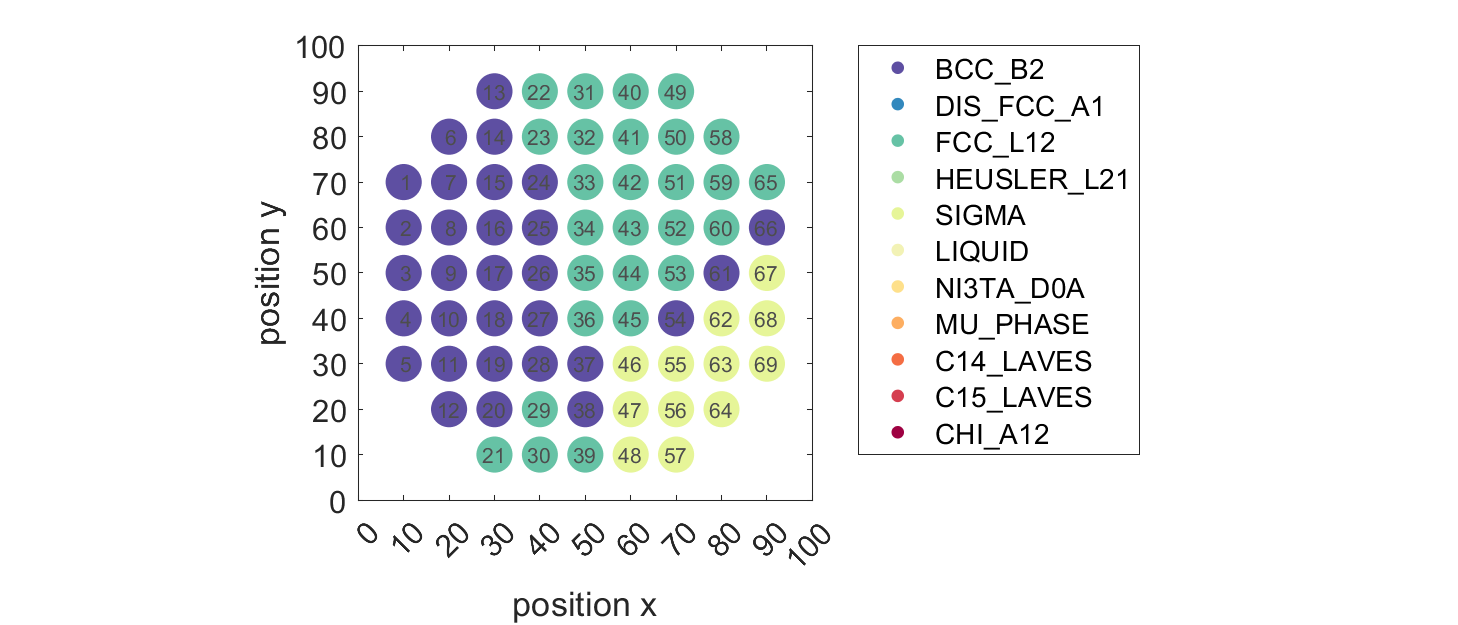 100
90
80
70
60
50
40
30
20
10
0
position y
13 22 31 40 49
6 14 23 32 41 50 58
1 7 15 24 33 42 51 59 65
2 8 16 25 34 43 52 60 66
3 9 17 26 35 44 53 61 67
4 10 18 27 36 45 54 62 68
5 11 19 28 37 46 55 63 69
12 20 29 38 47 56 64
21 30 39 48 57
0 10 20 30 40 50 60 70 80 90 100
position x
BCC_B2
DIS_FCC_A1
FCC_L12
HEUSLER_L21
SIGMA
LIQUID
NI3TA_D0A
MU_PHASE
C14_LAVES
C15_LAVES
CHI_A12